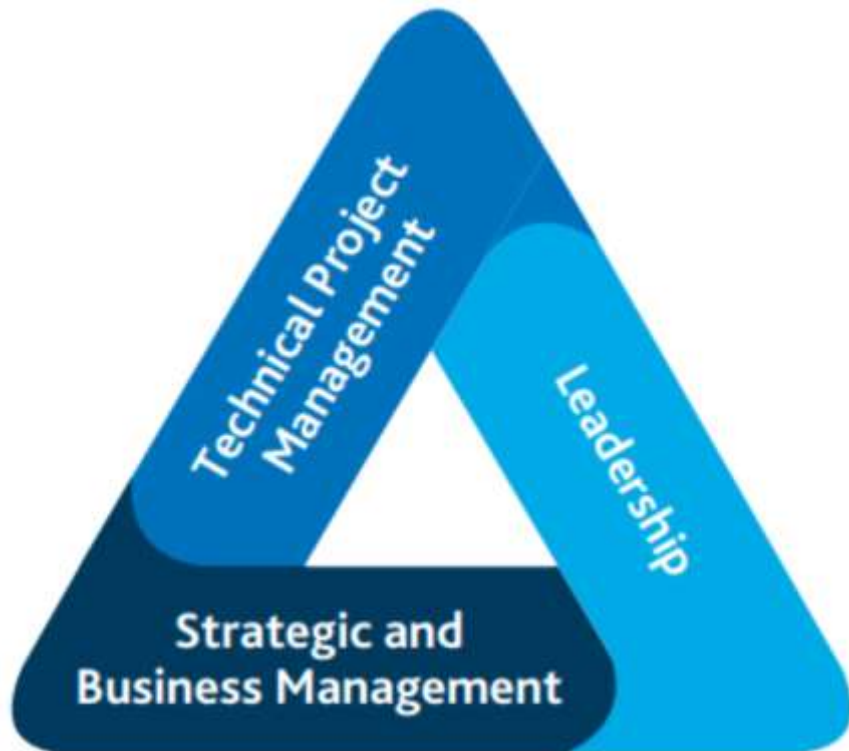 Technical Project
Management
Leadership
Strategic and
Business Management